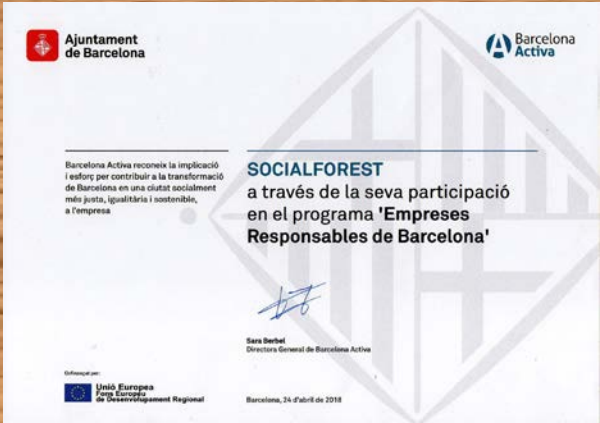 Ajuntament
de Barcelona
Barcelona
Activa
Barcelona Activa reconeix la implicació
i esforç per contribuir a la transformació
de Barcelona en una ciutat socialment
més justa, igualitària i sostenible,
a l'empresa
SOCIALFOREST
a través de la seva participació
en el programa 'Empreses
Responsables de Barcelona'
Sara Berbel
Directora General de Barcelona Activa
Cofinançat per:
Unió Europea
Fons Europeu
de Desenvolupament Regional
Barcelona, 24 d'abril de 2018